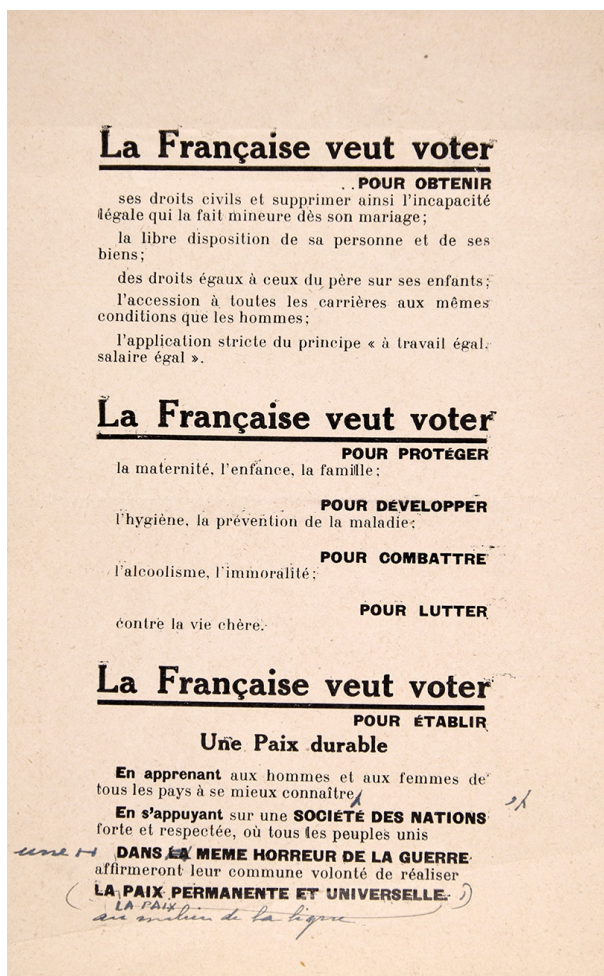 La Française veut voter
POUR OBTENIR
ses droits civils et supprimer ainsi l'incapacité
légale qui la fait mineure dès son mariage ;
la libre disposition de sa personne et de ses
biens ;
des droits égaux à ceux du père sur ses enfants ;
l'accession à toutes les carrières aux mêmes
conditions que les hommes ;
l'application stricte du principe « à travail égal,
salaire égal ».
La Française veut voter
POUR PROTÉGER
la maternité, l'enfance, la famille ;
POUR DÉVELOPPER
l'hygiène, la prévention de la maladie ;
POUR COMBATTRE
l'alcoolisme, l'immoralité ;
POUR LUTTER
contre la vie chère.
La Française veut voter
POUR ÉTABLIR
Une Paix durable
En apprenant aux hommes et aux femmes de
tous les pays à se mieux connaître
En s'appuyant sur une SOCIÉTÉ DES NATIONS
forte et respectée, où tous les peuples unis
une DANS LA MEME HORREUR DE LA GUERRE
affirmeront leur commune volonté de réaliser
(LA PAIX PERMANENTE ET UNIVERSELLE.)
LA PAIX
au milieu de la ligne